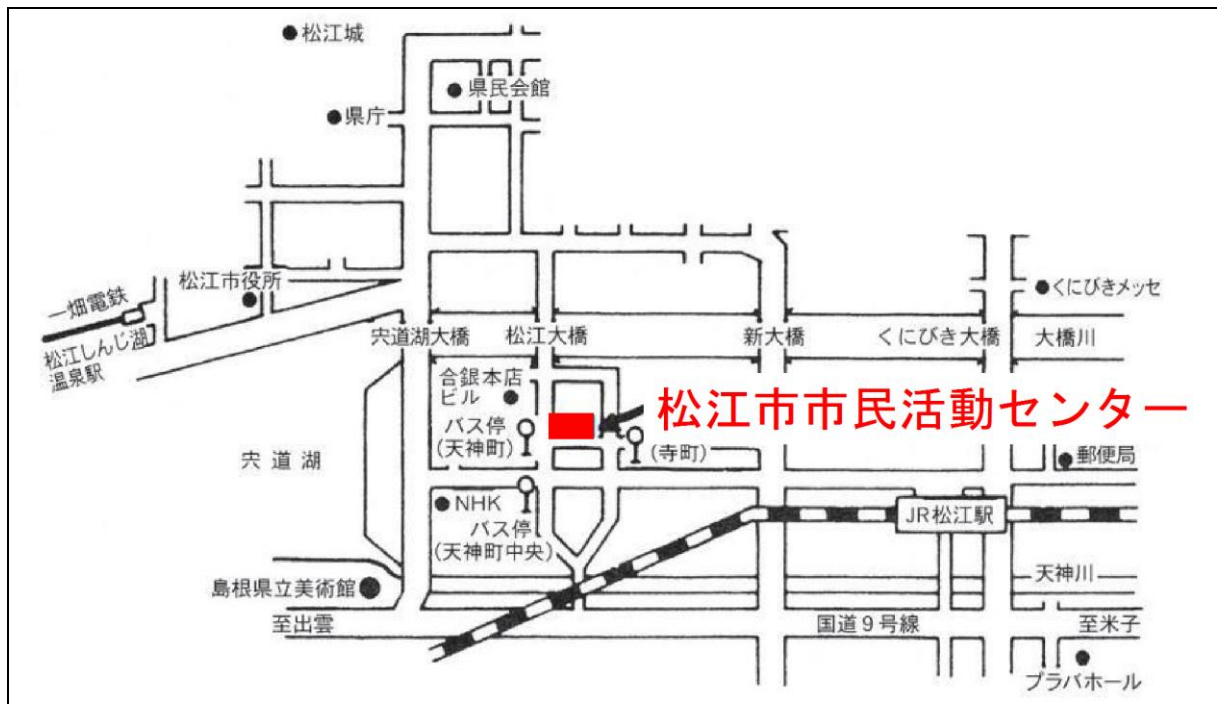 松江城
県民会館
県庁
松江市役所
一畑電鉄
松江しんじ湖
温泉駅
くにびきメッセ
宍道湖大橋
松江大橋
新大橋
くにびき大橋
大橋川
合銀本店
ビル
バス停
(天神町)
松江市市民活動センター
(寺町)
宍道湖
郵便局
NHK
バス停
(天神町中央)
JR松江駅
天神川
島根県立美術館
至出雲
国道9号線
至米子
プラバホール